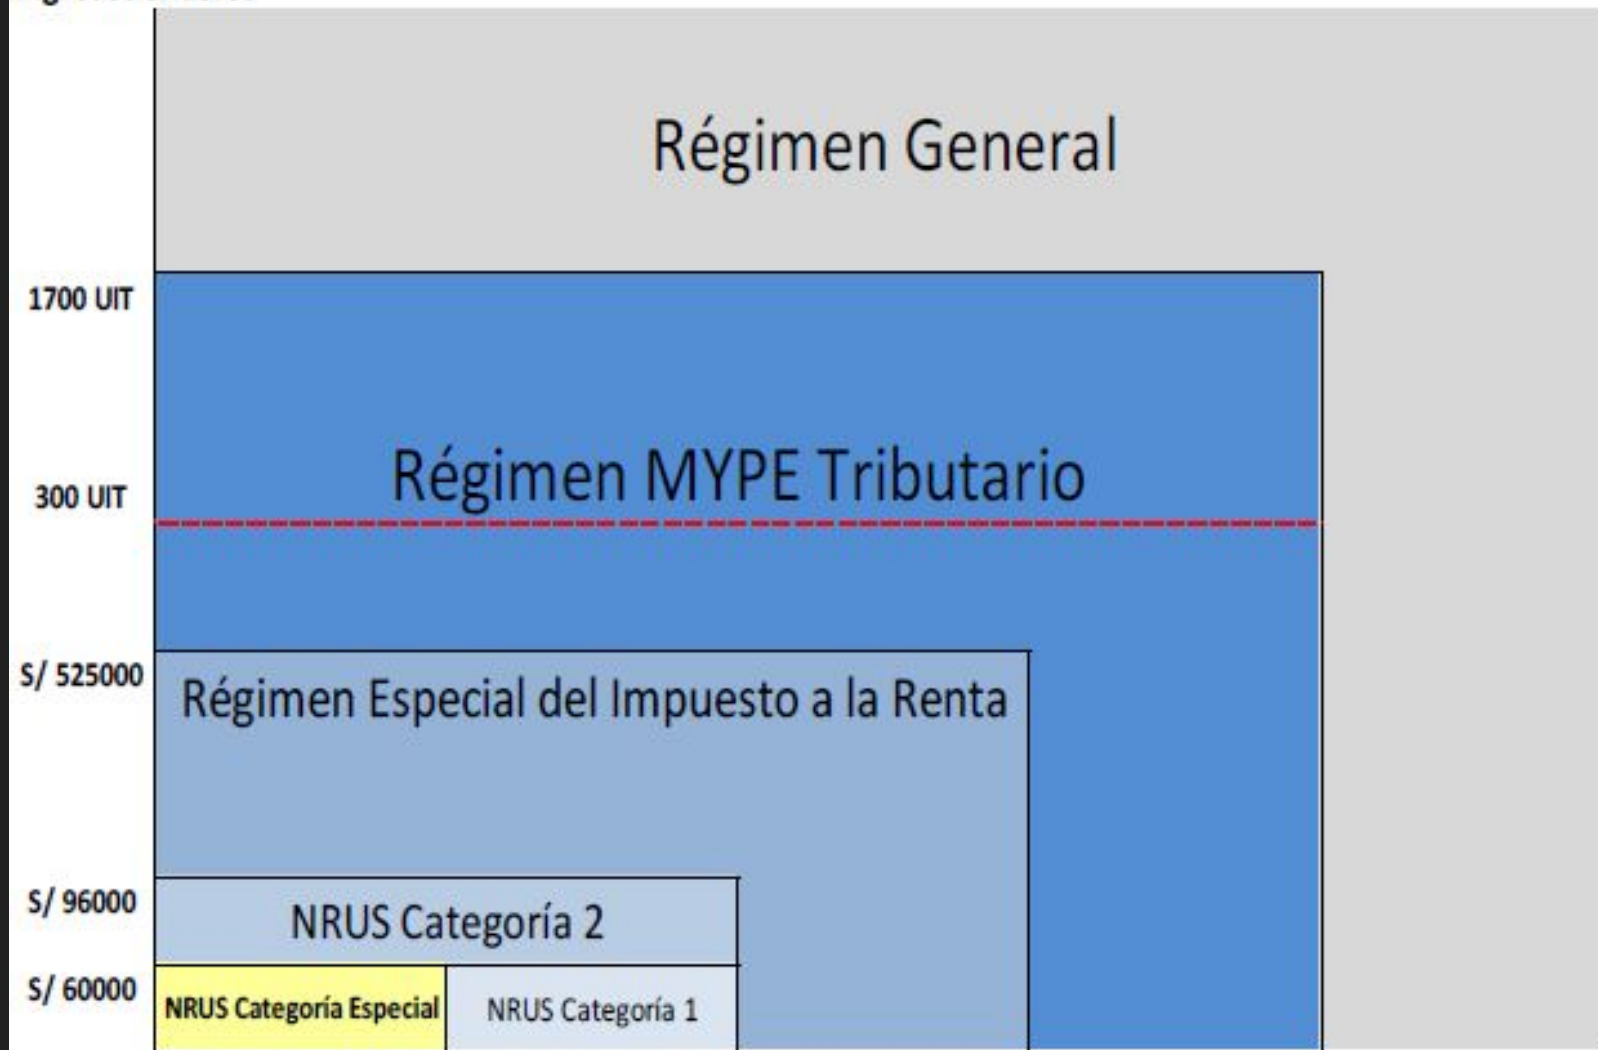 Régimen General
1700 UIT
Régimen MYPE Tributario
300 UIT
S/ 525000
Régimen Especial del Impuesto a la Renta
S/ 96000
NRUS Categoría 2
S/ 60000
NRUS Categoría Especial
NRUS Categoría 1